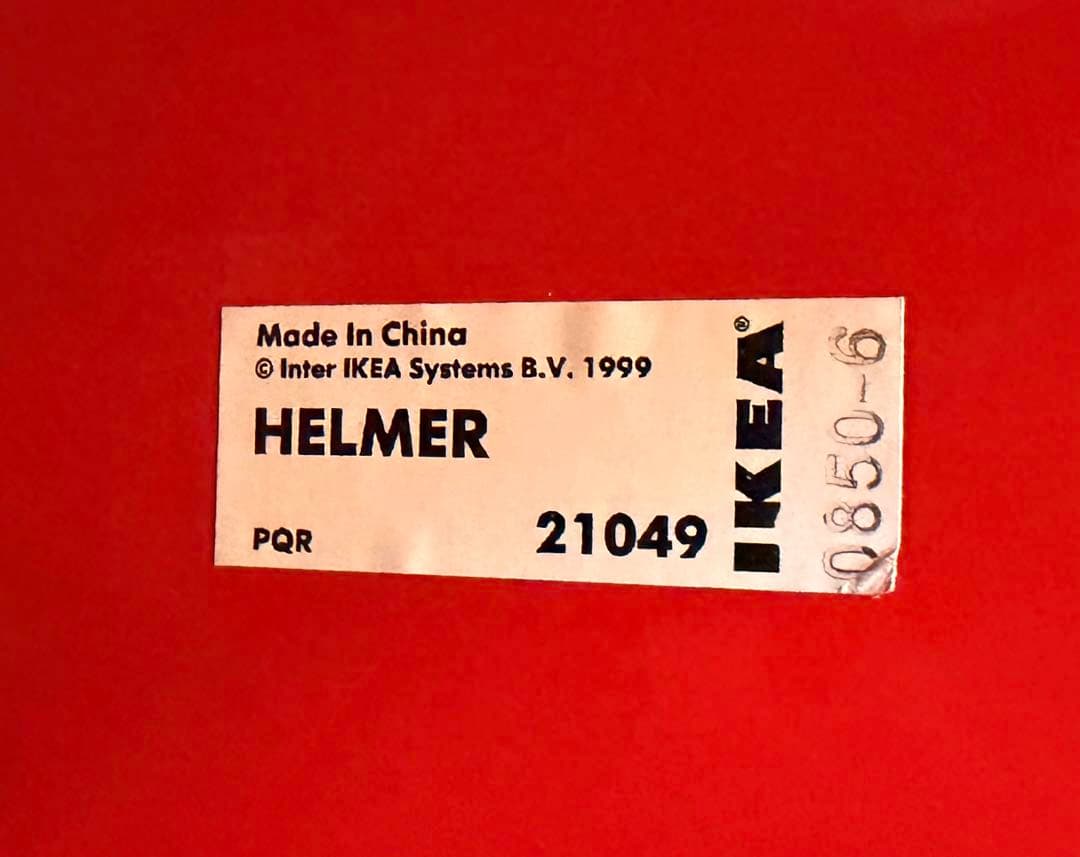 Made In China
© Inter IKEA Systems B.V. 1999
HELMER
PQR
21049
IKEA®
0850-6